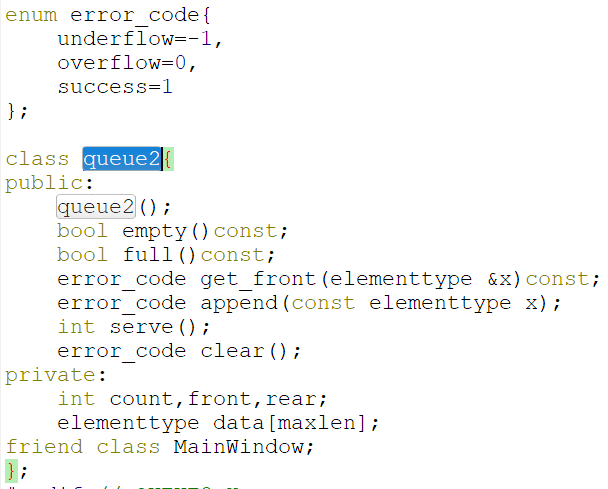 enum error_code{
    underflow=-1,
    overflow=0,
    success=1
};
class queue2{
public:
    queue2();
    bool empty()const;
    bool full()const;
    error_code get_front(elementtype &x)const;
    error_code append(const elementtype x);
    int serve();
    error_code clear();
private:
    int count,front,rear;
    elementtype data[maxlen];
friend class MainWindow;
};